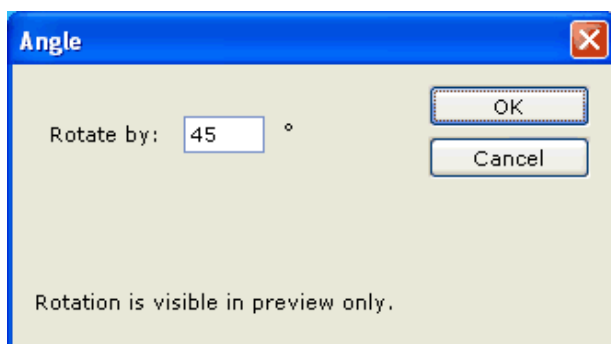 Angle
Rotate by: 45 °
OK
Cancel
Rotation is visible in preview only.